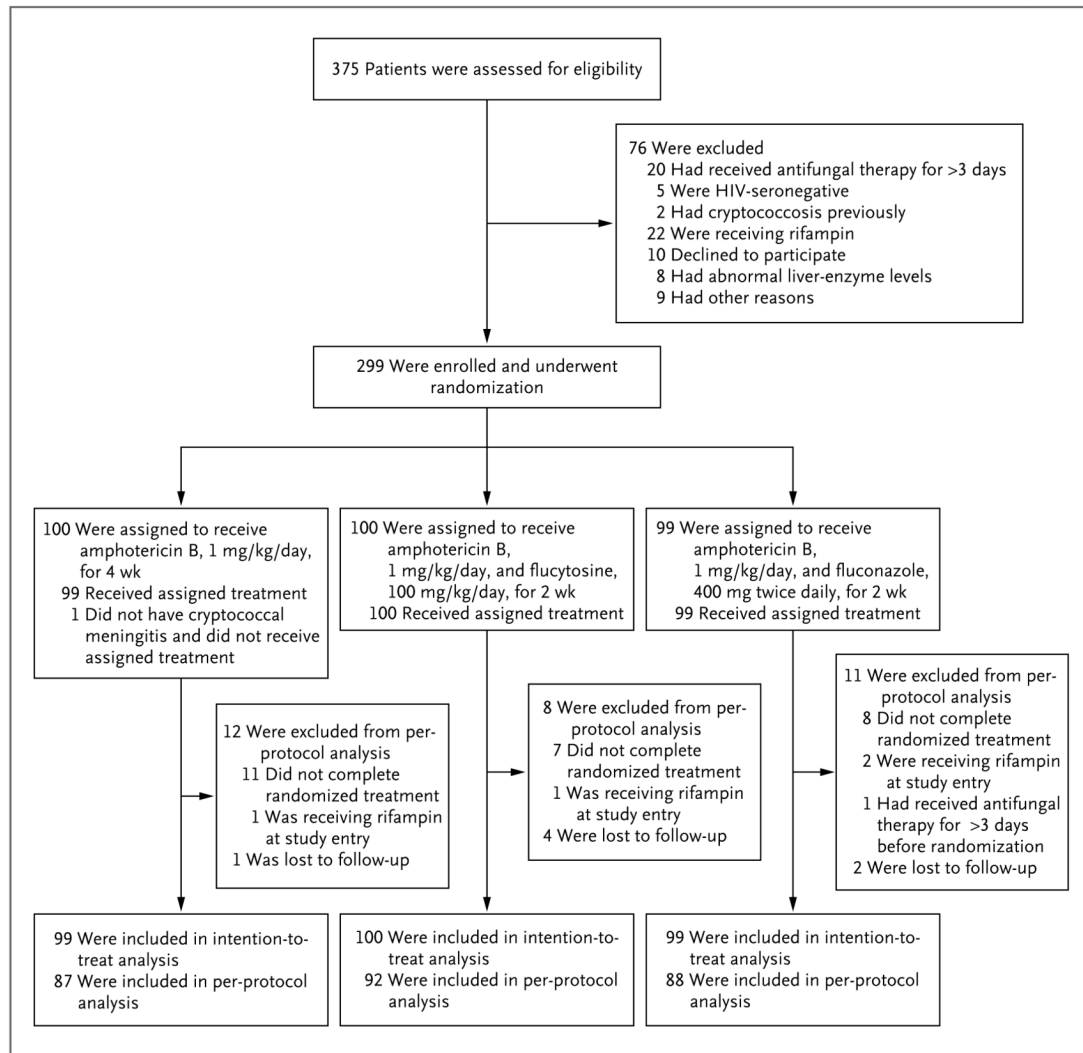 375 Patients were assessed for eligibility
76 Were excluded
20 Had received antifungal therapy for >3 days
5 Were HIV-seronegative
2 Had cryptococcosis previously
22 Were receiving rifampin
10 Declined to participate
8 Had abnormal liver-enzyme levels
9 Had other reasons
299 Were enrolled and underwent
randomization
100 Were assigned to receive
amphotericin B, 1 mg/kg/day,
for 4 wk
99 Received assigned treatment
1 Did not have cryptococcal
meningitis and did not receive
assigned treatment
100 Were assigned to receive
amphotericin B,
1 mg/kg/day, and flucytosine,
100 mg/kg/day, for 2 wk
100 Received assigned treatment
99 Were assigned to receive
amphotericin B,
1 mg/kg/day, and fluconazole,
400 mg twice daily, for 2 wk
99 Received assigned treatment
12 Were excluded from per-
protocol analysis
11 Did not complete
randomized treatment
1 Was receiving rifampin
at study entry
1 Was lost to follow-up
8 Were excluded from per-
protocol analysis
7 Did not complete
randomized treatment
1 Was receiving rifampin
at study entry
4 Were lost to follow-up
11 Were excluded from per-
protocol analysis
8 Did not complete
randomized treatment
2 Were receiving rifampin
at study entry
1 Had received antifungal
therapy for >3 days
before randomization
2 Were lost to follow-up
99 Were included in intention-to-
treat analysis
87 Were included in per-protocol
analysis
100 Were included in intention-to-
treat analysis
92 Were included in per-protocol
analysis
99 Were included in intention-to-
treat analysis
88 Were included in per-protocol
analysis